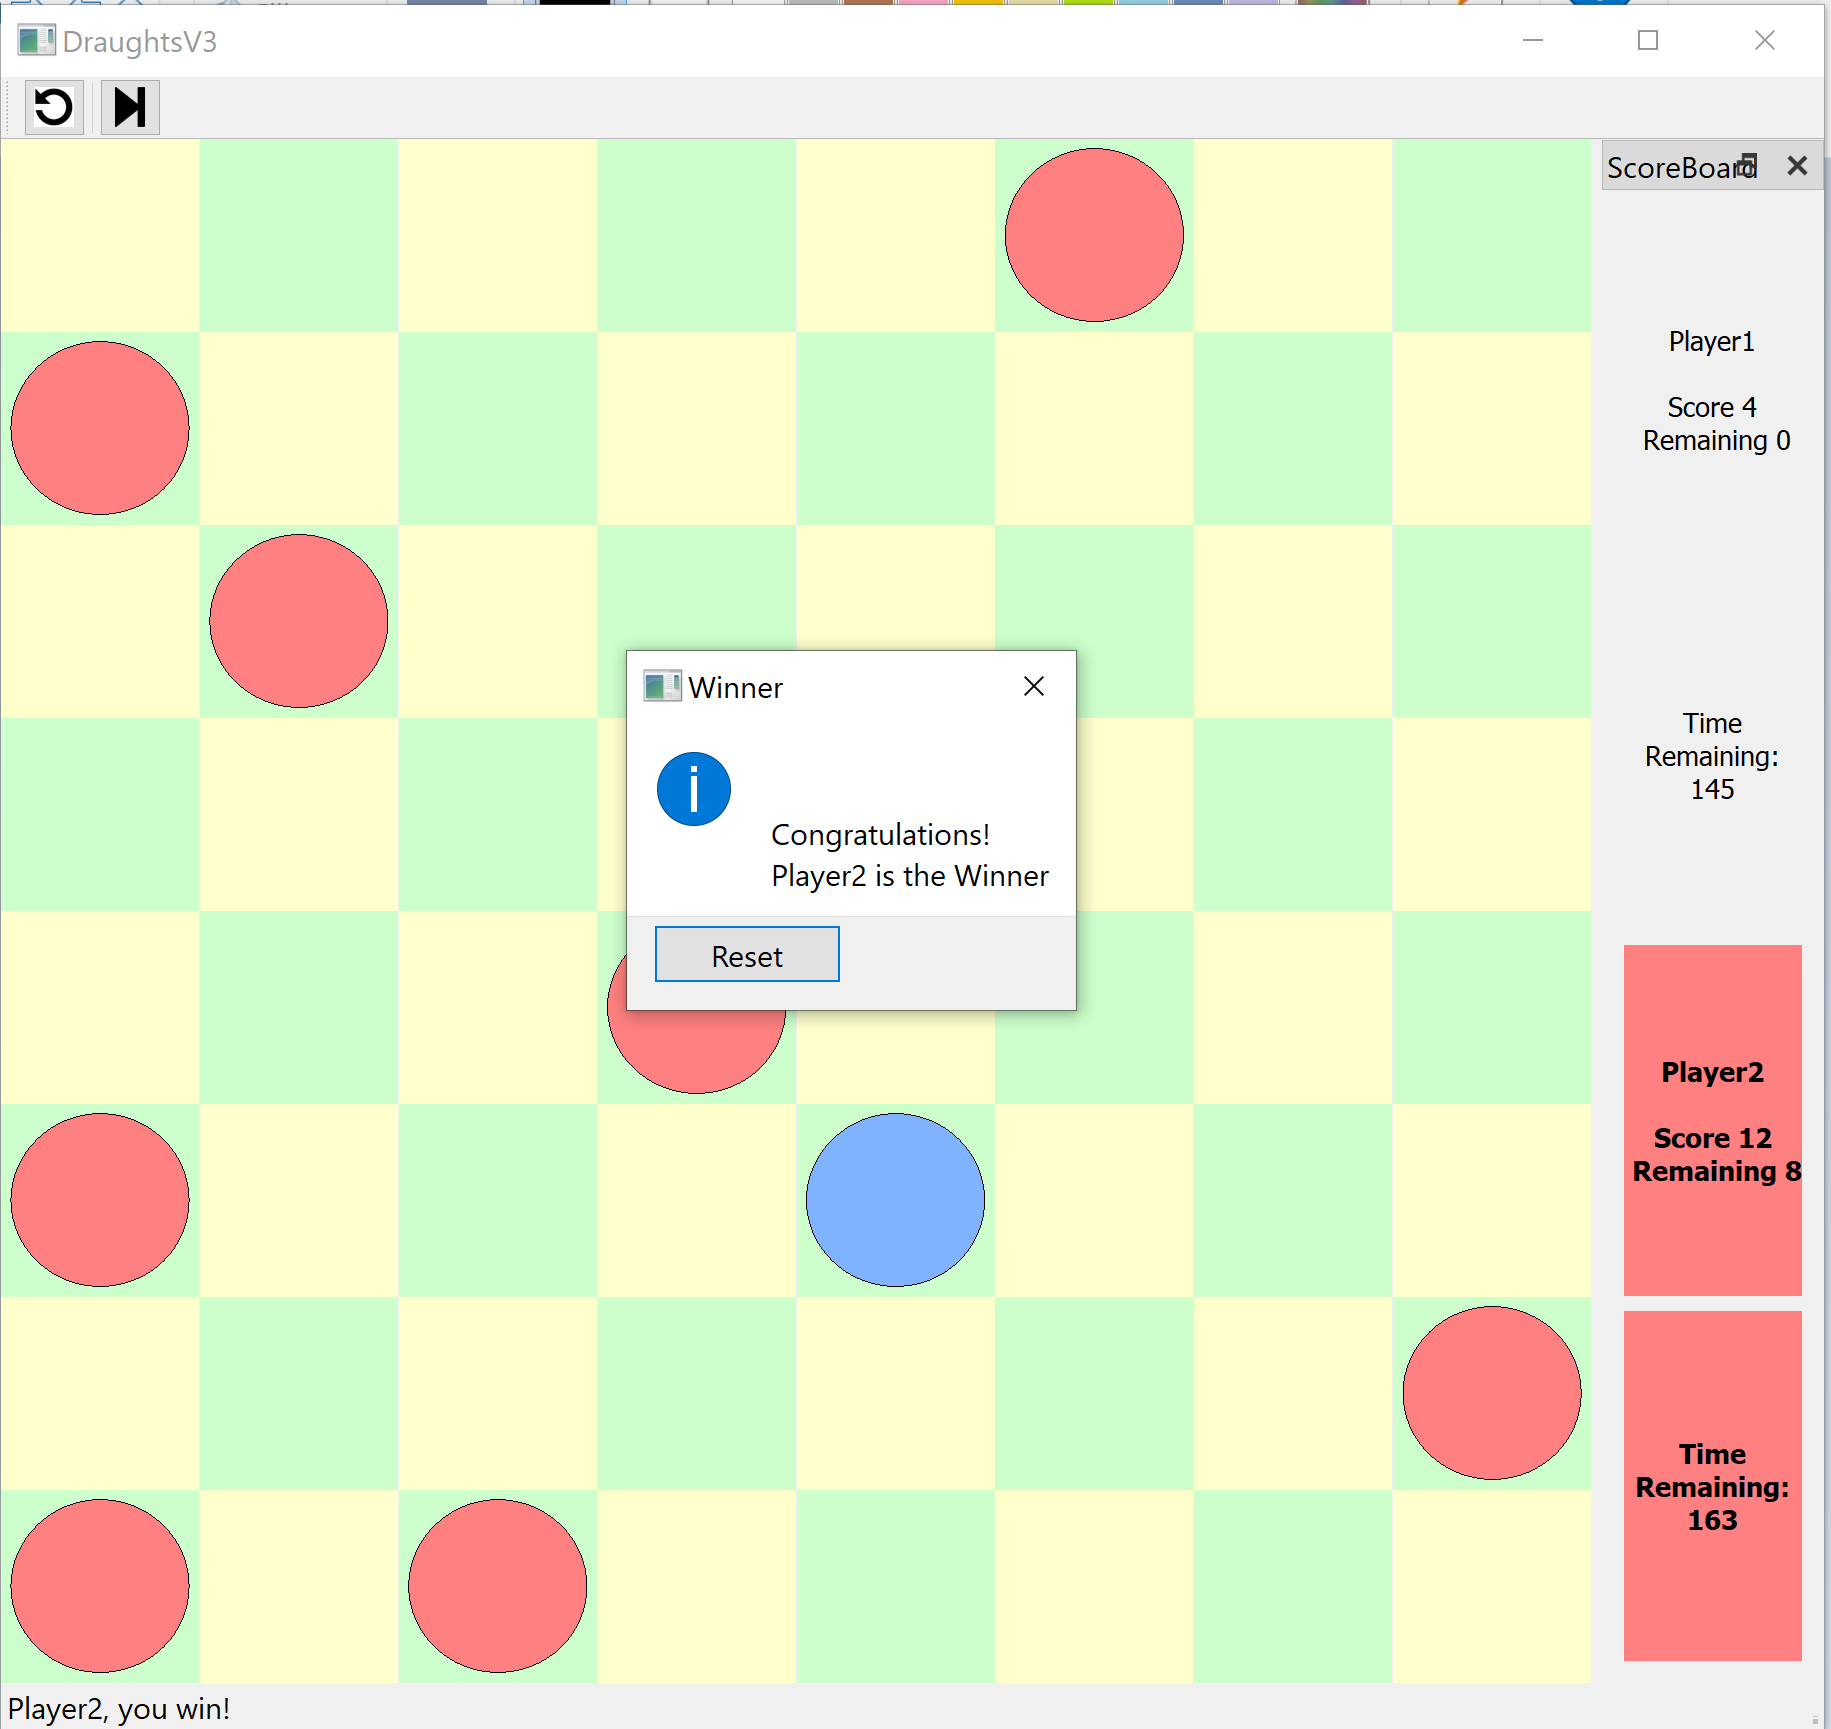 DraughtsV3
ScoreBoard
Player1
Score 4
Remaining 0
Time
Remaining:
145
Winner
Congratulations!
Player2 is the Winner
Reset
Player2
Score 12
Remaining 8
Time
Remaining:
163
Player2, you win!